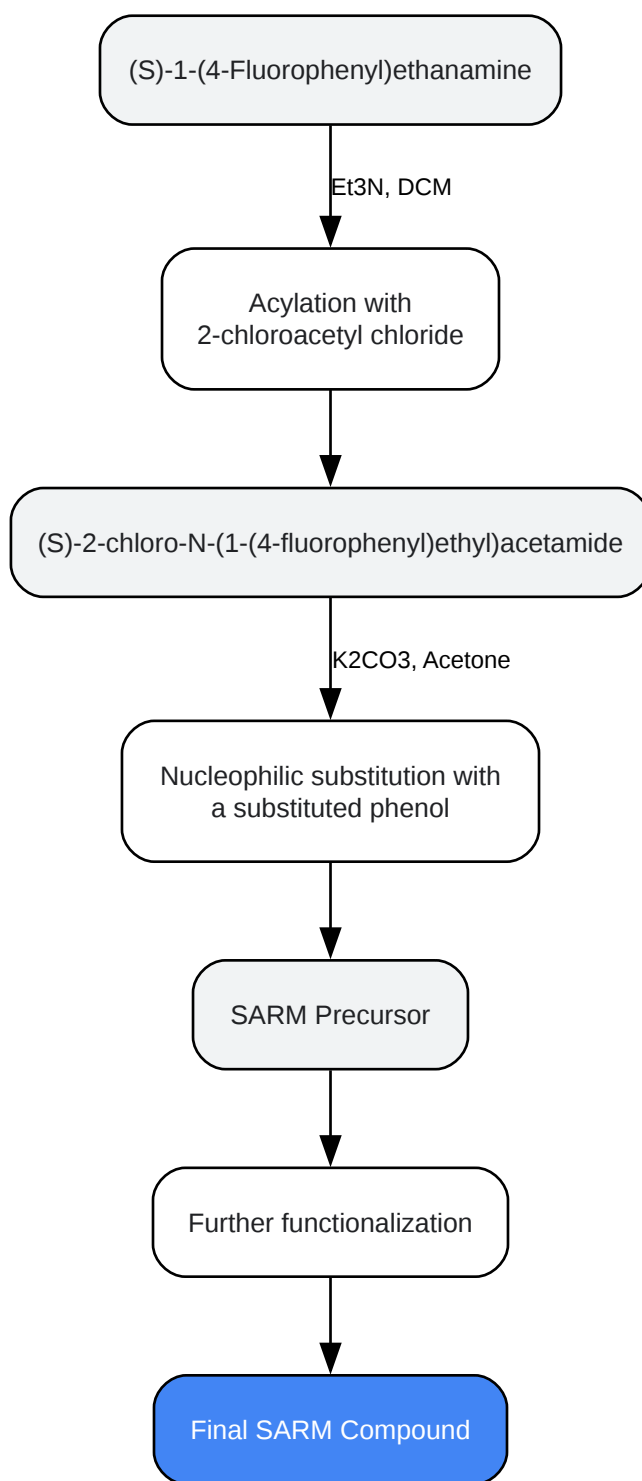 (S)-1-(4-Fluorophenyl)ethanamine
Et3N, DCM
Acylation with
2-chloroacetyl chloride
(S)-2-chloro-N-(1-(4-fluorophenyl)ethyl)acetamide
K2CO3, Acetone
Nucleophilic substitution with
a substituted phenol
SARM Precursor
Further functionalization
Final SARM Compound